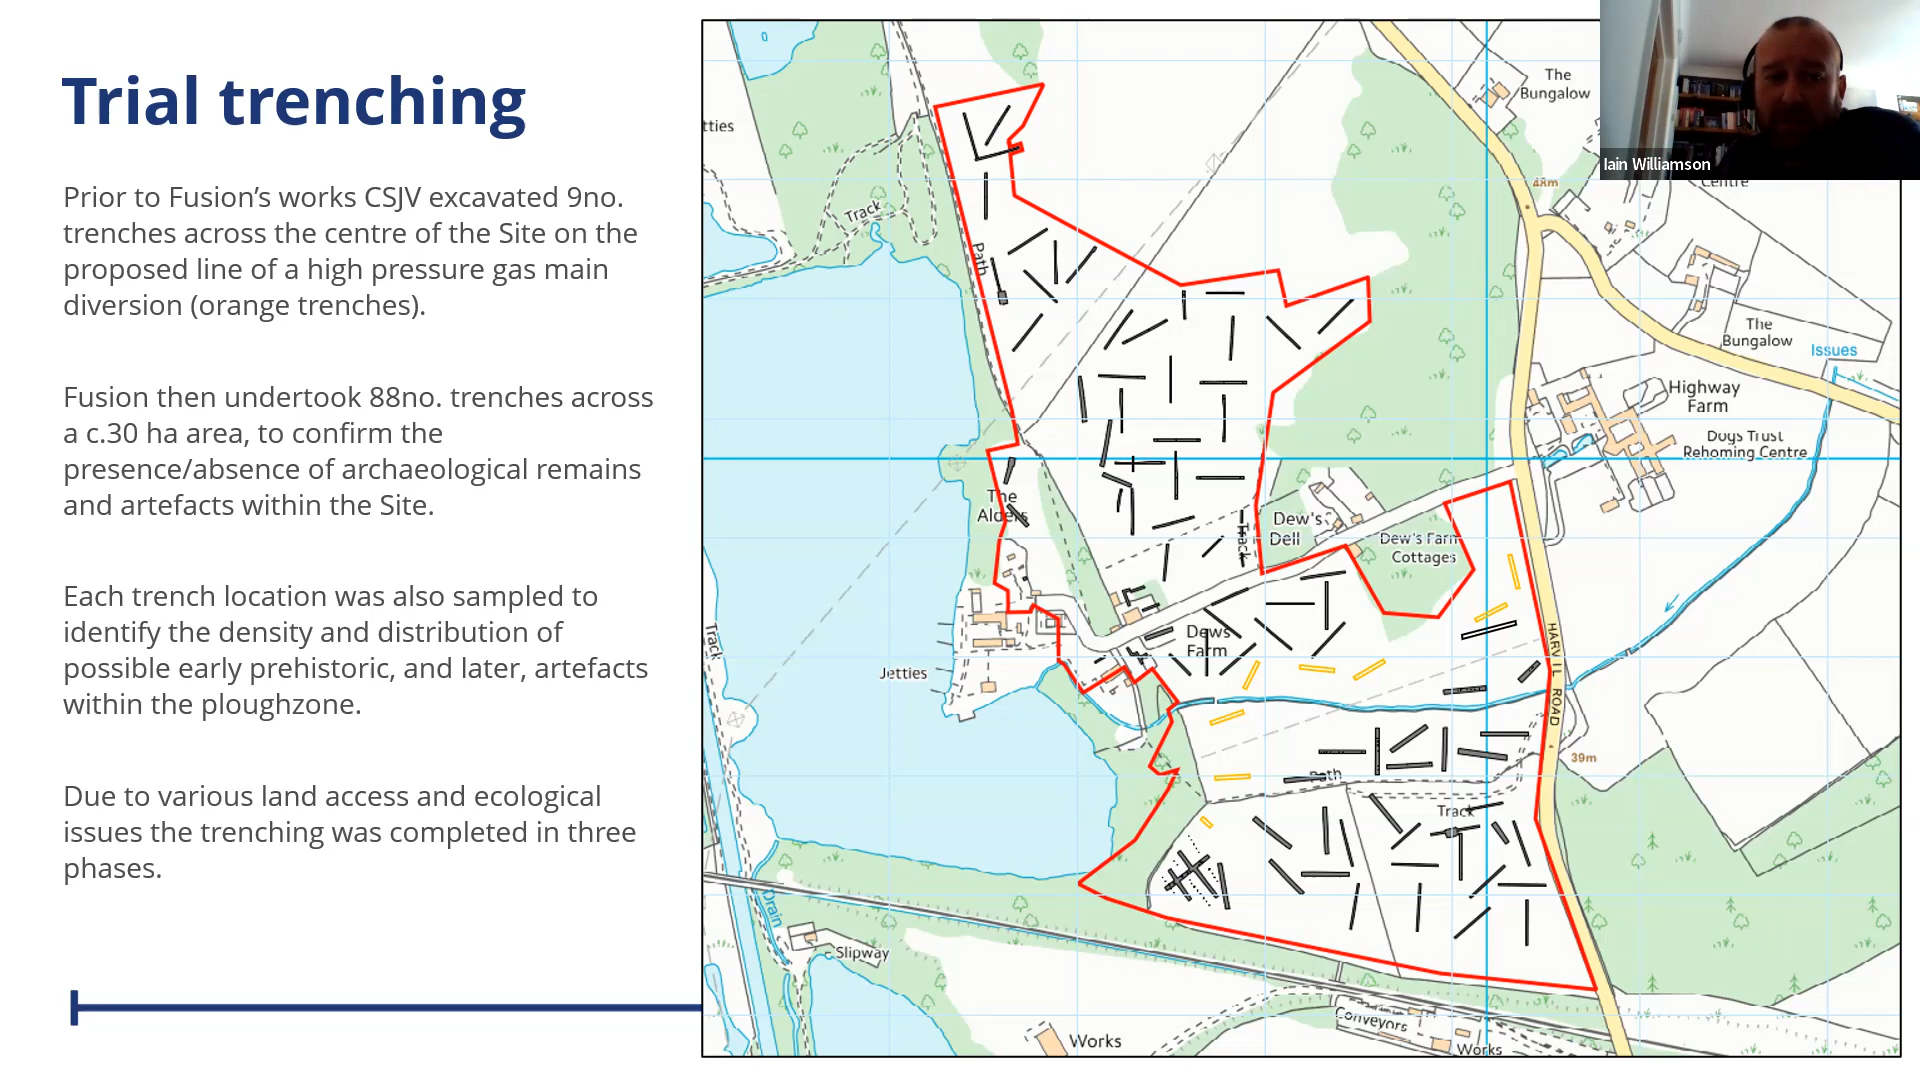 Trial trenching
Prior to Fusion’s works CSJV excavated 9no.
trenches across the centre of the Site on the
proposed line of a high pressure gas main
diversion (orange trenches).
Fusion then undertook 88no. trenches across
a c.30 ha area, to confirm the
presence/absence of archaeological remains
and artefacts within the Site.
Each trench location was also sampled to
identify the density and distribution of
possible early prehistoric, and later, artefacts
within the ploughzone.
Due to various land access and ecological
issues the trenching was completed in three
phases.
tties
Track
Path
The
Bungalow
Iain Williamson
Centre
48m
The
Bungalow
Issues
Highway
Farm
Dogs Trust
Rehoming Centre
The
Alders
Track
Dew's
Dell
Dew's Farm
Cottages
Dews
Farm
Jetties
Track
HARVIL ROAD
39m
Path
Track
Drain
Slipway
Works
Conveyors
Works